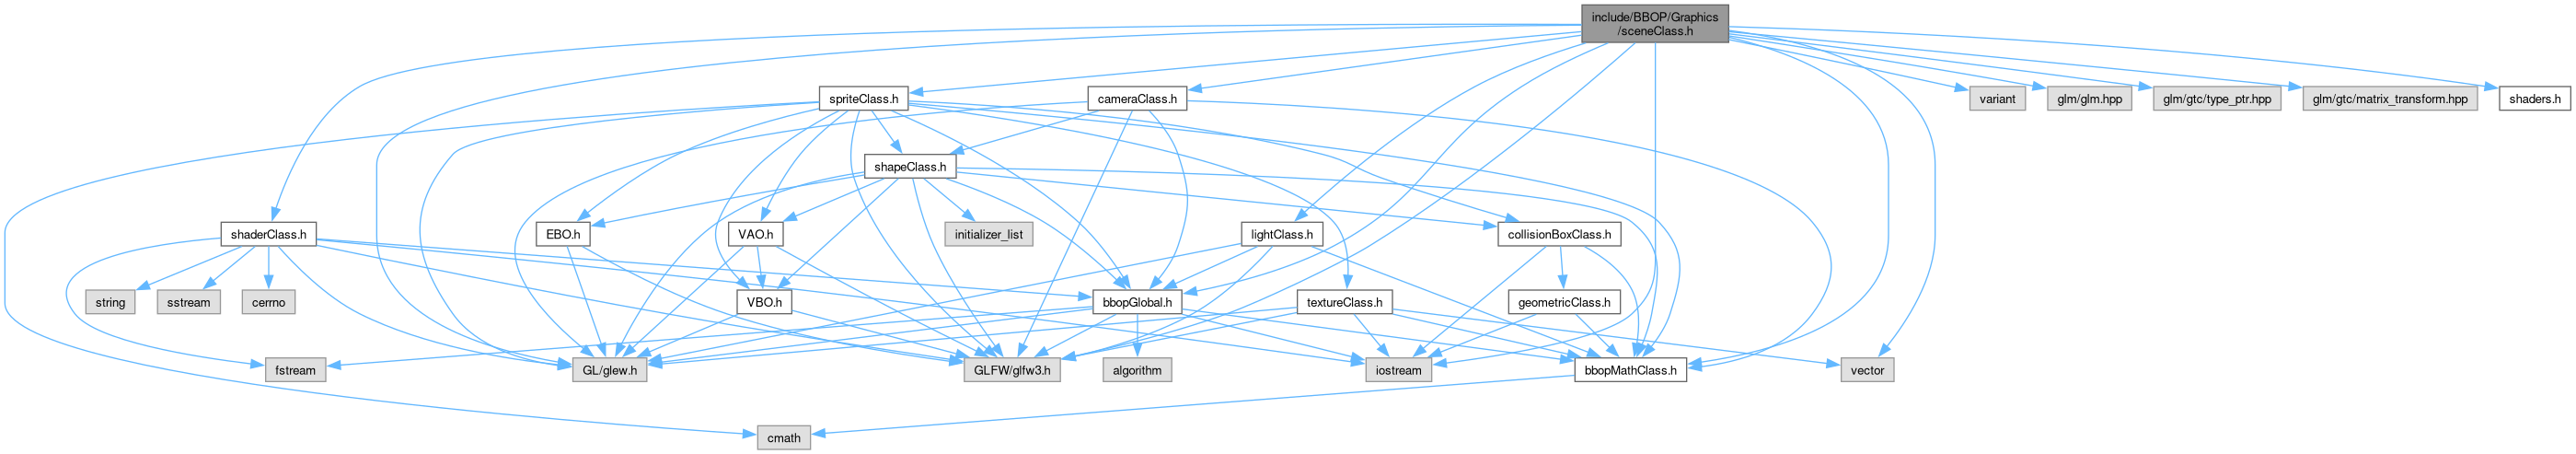 include/BBOP/Graphics
/sceneClass.h
spriteClass.h
cameraClass.h
variant
glm/glm.hpp
glm/gtc/type_ptr.hpp
glm/gtc/matrix_transform.hpp
shaders.h
shapeClass.h
shaderClass.h
EBO.h
VAO.h
initializer_list
lightClass.h
collisionBoxClass.h
string
sstream
cerrno
VBO.h
bbopGlobal.h
textureClass.h
geometricClass.h
fstream
GL/glew.h
GLFW/glfw3.h
algorithm
iostream
bbopMathClass.h
vector
cmath